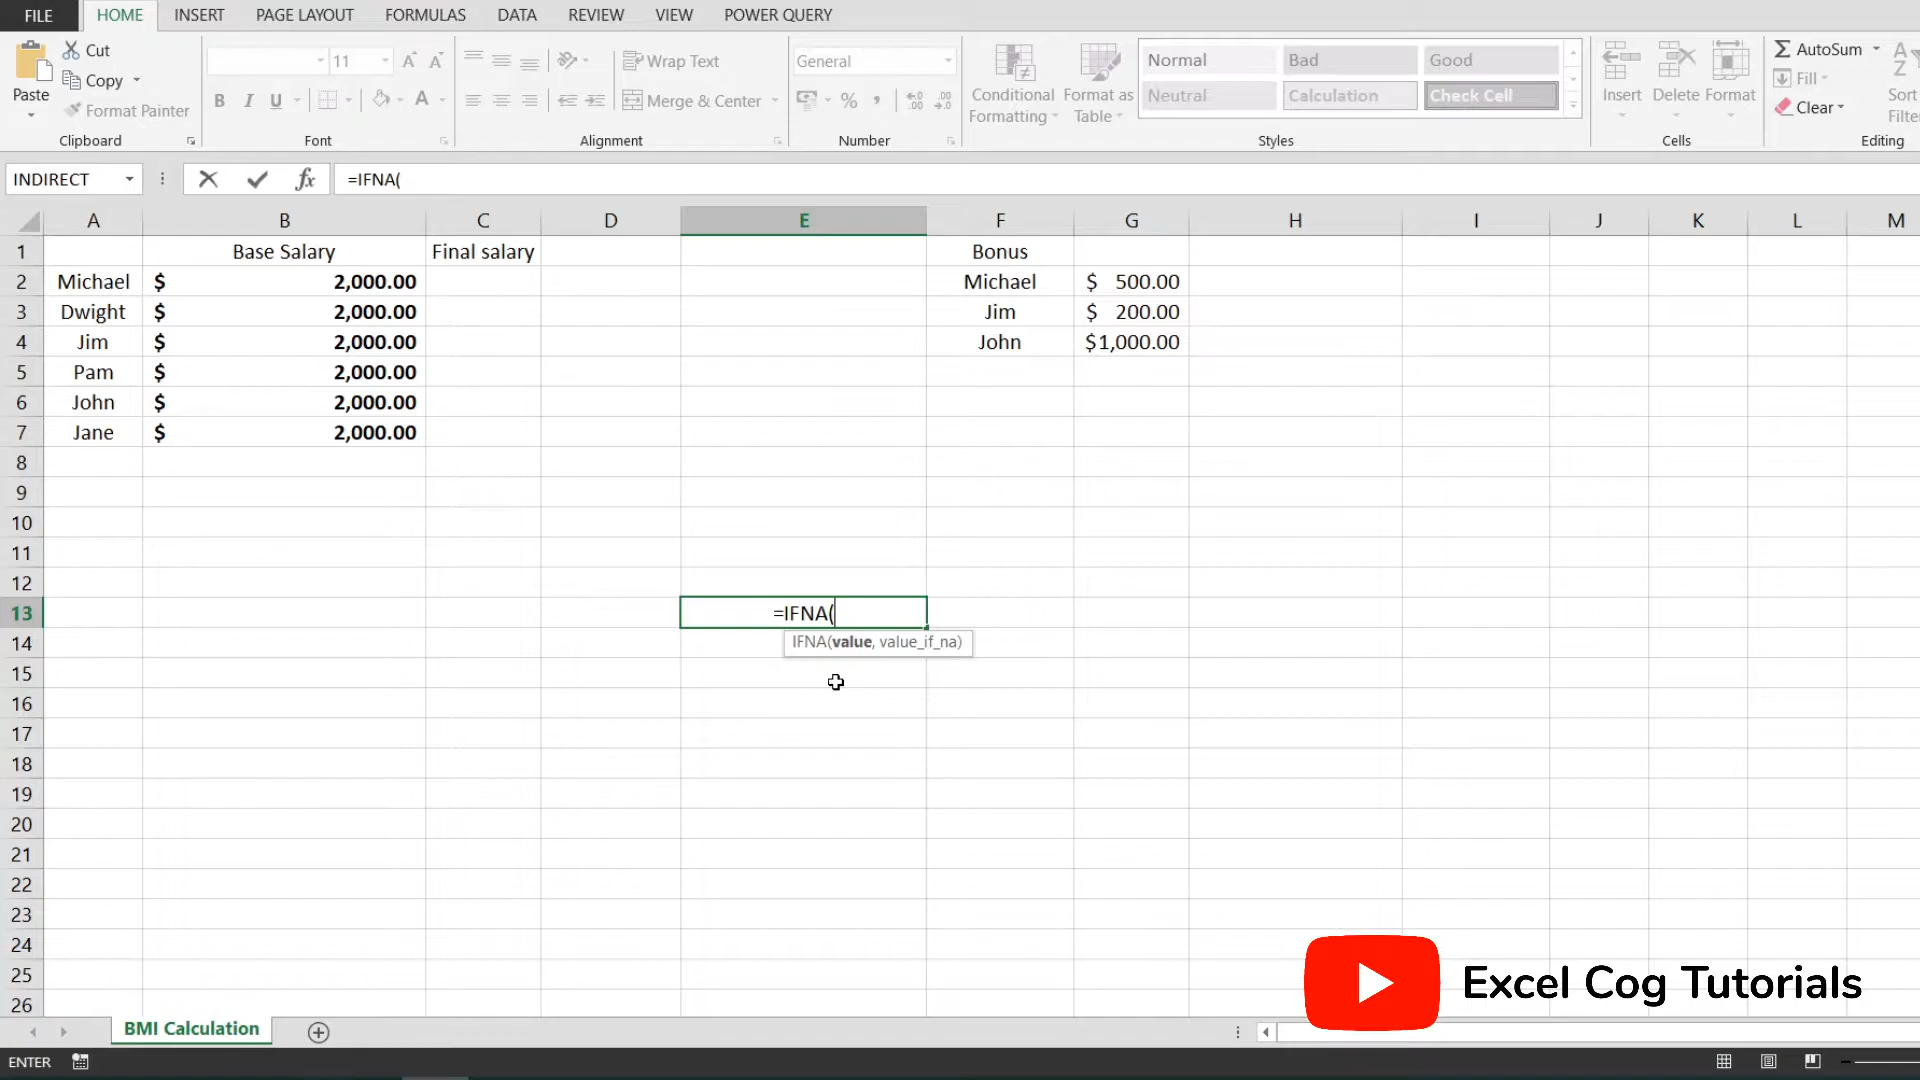 FILE HOME INSERT PAGE LAYOUT FORMULAS DATA REVIEW VIEW POWER QUERY
Paste
Cut
Copy
Format Painter
Clipboard
11
B I U A
Font
Wrap Text
Merge & Center
Alignment
General
%
Number
Conditional Formatting
Format as Table
Normal Bad Good
Neutral Calculation Check Cell
Styles
Insert Delete Format
Cells
AutoSum
Fill
Clear
Sort
Filte
Editing
INDIRECT fx =IFNA(
A B C D E F G H I J K L M
1 Base Salary Final salary Bonus
2 Michael $ 2,000.00 Michael $ 500.00
3 Dwight $ 2,000.00 Jim $ 200.00
4 Jim $ 2,000.00 John $1,000.00
5 Pam $ 2,000.00
6 John $ 2,000.00
7 Jane $ 2,000.00
8
9
10
11
12
13 =IFNA(
14 IFNA(value, value_if_na)
15
16
17
18
19
20
21
22
23
24
25
26
Excel Cog Tutorials
BMI Calculation
ENTER